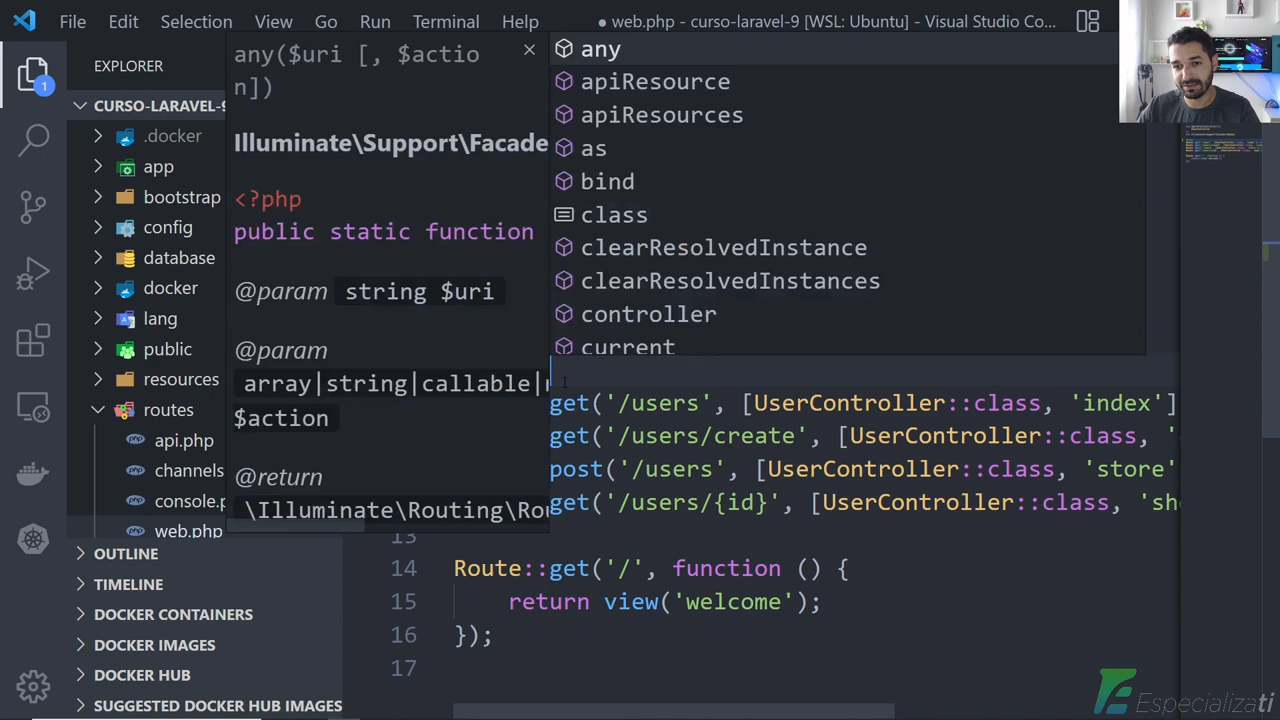 File Edit Selection View Go Run Terminal Help
● web.php - curso-laravel-9 [WSL: Ubuntu] - Visual Studio Co...
EXPLORER
CURSO-LARAVEL-9
.docker
app
bootstrap
config
database
docker
lang
public
resources
routes
api.php
channels
console.p
web.php
OUTLINE
TIMELINE
DOCKER CONTAINERS
DOCKER IMAGES
DOCKER HUB
SUGGESTED DOCKER HUB IMAGES
1
any($uri [, $actio
n])
Illuminate\Support\Facade
<?php
public static function
@param string $uri
@param
array|string|callable|
$action
@return
\Illuminate\Routing\Rou
any
apiResource
apiResources
as
bind
class
clearResolvedInstance
clearResolvedInstances
controller
current
get('/users', [UserController::class, 'index']
get('/users/create', [UserController::class, '
post('/users', [UserController::class, 'store'
get('/users/{id}', [UserController::class, 'sho
13
14 Route::get('/', function () {
15 return view('welcome');
16 });
17
Especializati